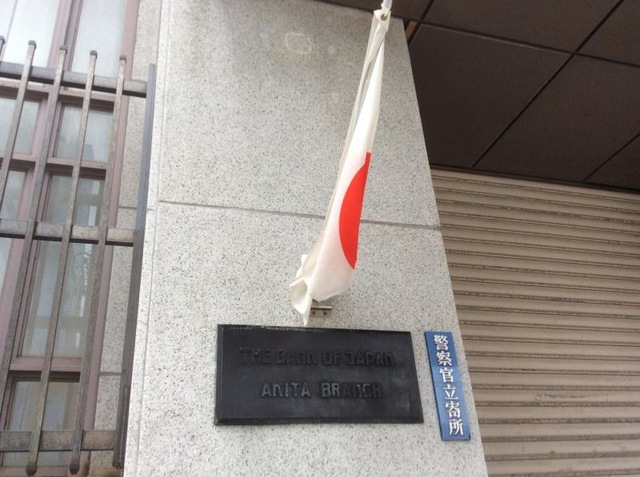 THE BANK OF JAPAN
AKITA BRANCH
警察官立寄所